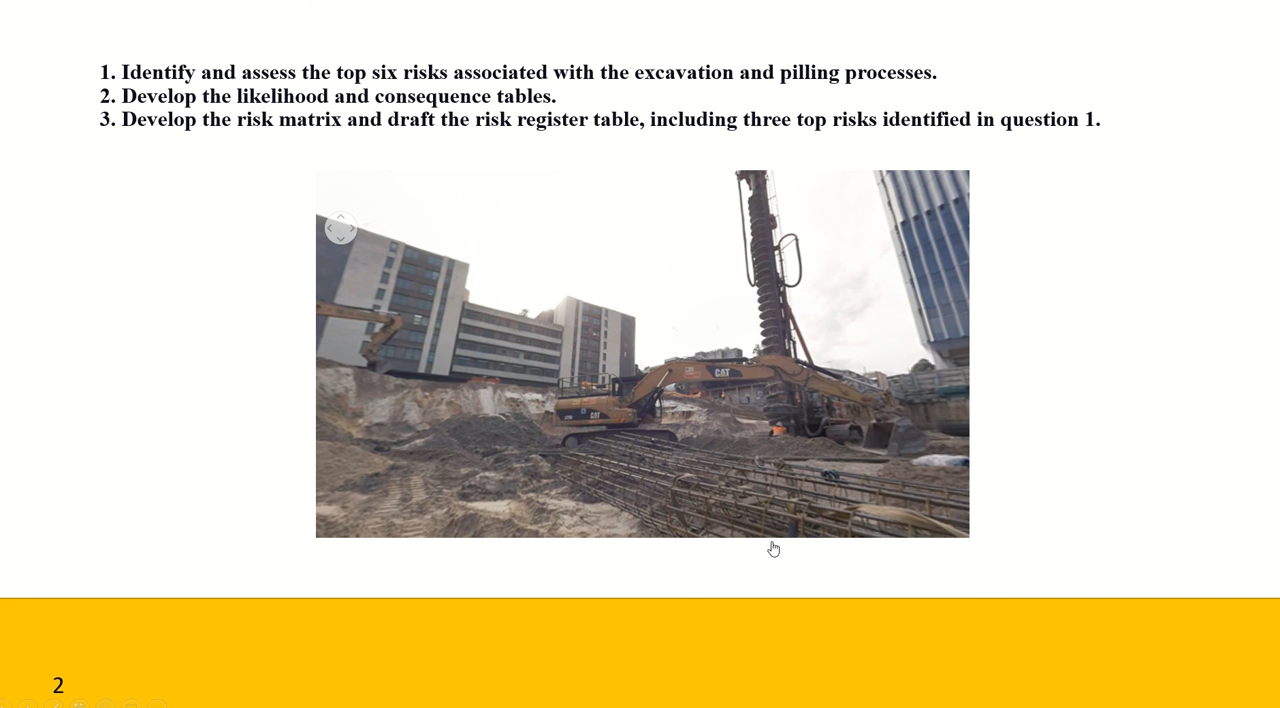 1. Identify and assess the top six risks associated with the excavation and pilling processes.
2. Develop the likelihood and consequence tables.
3. Develop the risk matrix and draft the risk register table, including three top risks identified in question 1.
CAT
CAT
2